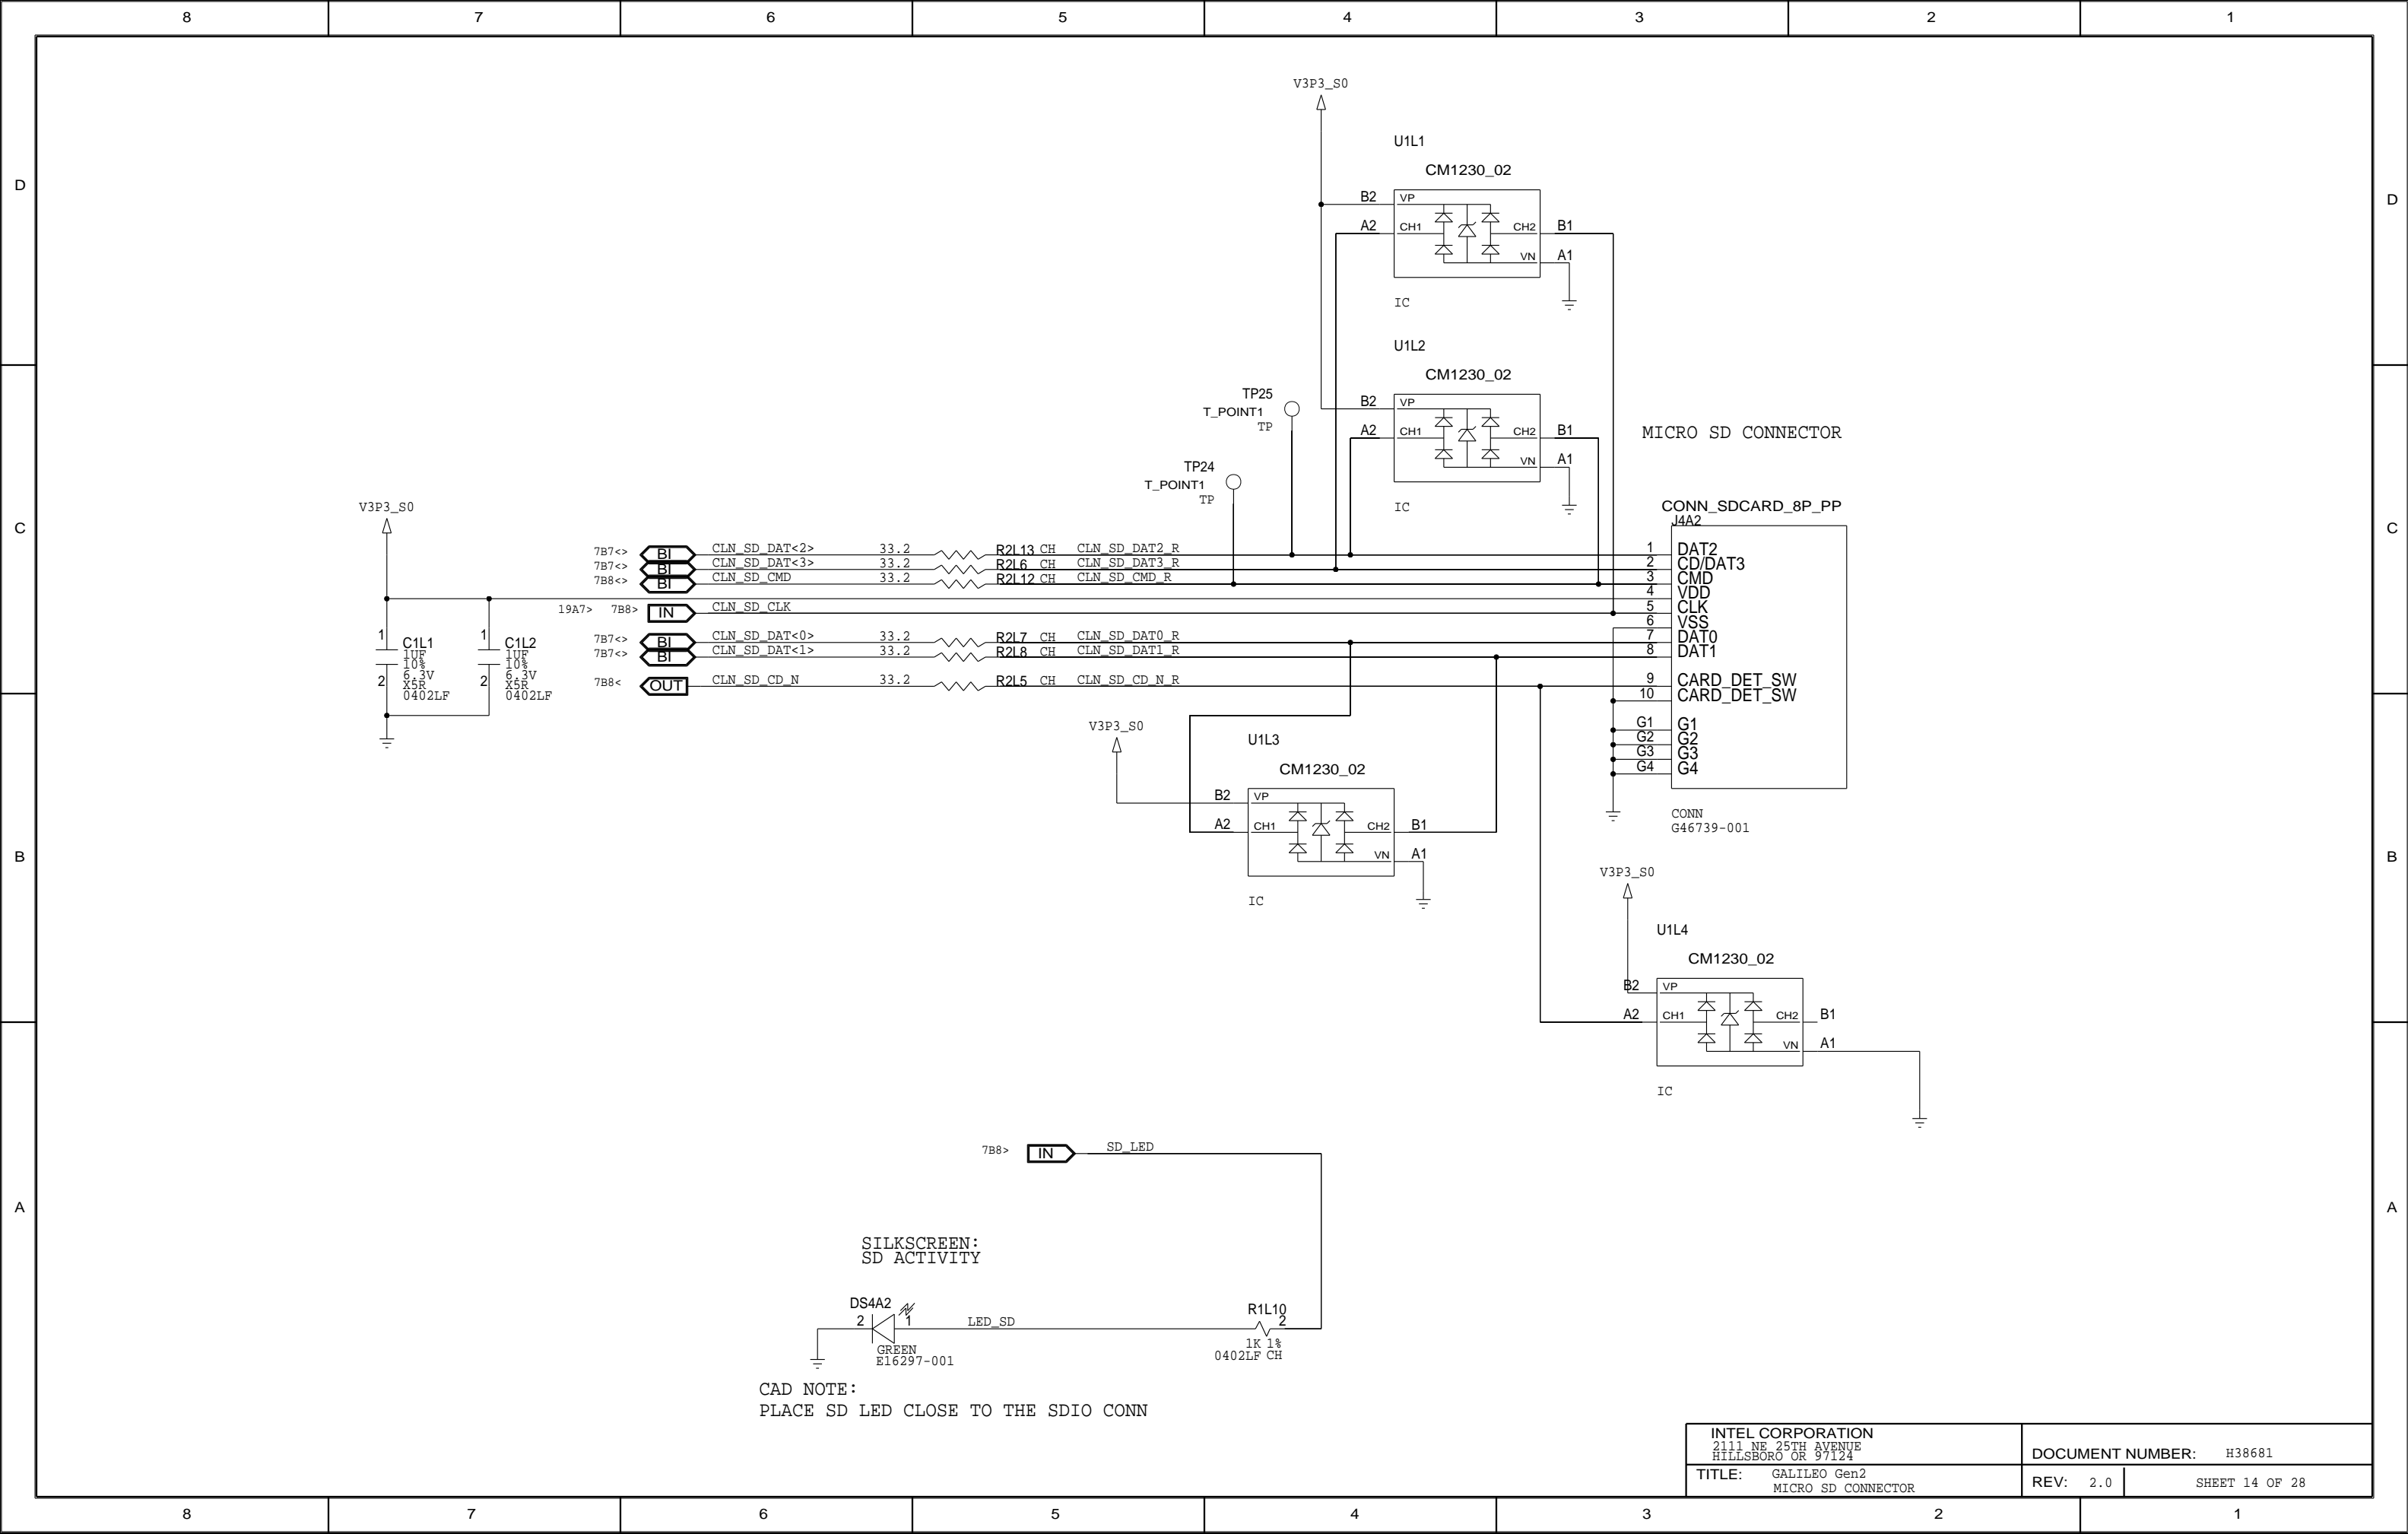 8 7 6 5 4 3 2 1
V3P3_S0
U1L1
CM1230_02
D
D
B2 VP
A2 CH1 CH2 B1
VN A1
IC
U1L2
CM1230_02
TP25
T_POINT1
TP
B2 VP
A2 CH1 CH2 B1
VN A1
IC
MICRO SD CONNECTOR
TP24
T_POINT1
TP
V3P3_S0
CONN_SDCARD_8P_PP
J4A2
C
C
7B7<> BI CLN_SD_DAT<2> 33.2 R2L13 CH CLN_SD_DAT2_R 1 DAT2
7B7<> BI CLN_SD_DAT<3> 33.2 R2L6 CH CLN_SD_DAT3_R 2 CD/DAT3
7B8<> BI CLN_SD_CMD 33.2 R2L12 CH CLN_SD_CMD_R 3 CMD
4 VDD
19A7> 7B8> IN CLN_SD_CLK 5 CLK
6 VSS
7B7<> BI CLN_SD_DAT<0> 33.2 R2L7 CH CLN_SD_DAT0_R 7 DAT0
7B7<> BI CLN_SD_DAT<1> 33.2 R2L8 CH CLN_SD_DAT1_R 8 DAT1
7B8< OUT CLN_SD_CD_N 33.2 R2L5 CH CLN_SD_CD_N_R 9 CARD_DET_SW
10 CARD_DET_SW
1 C1L1
1UF
10%
6.3V
2 X5R
0402LF
1 C1L2
1UF
10%
6.3V
2 X5R
0402LF
G1 G1
G2 G2
G3 G3
G4 G4
CONN
G46739-001
V3P3_S0
U1L3
CM1230_02
B2 VP
A2 CH1 CH2 B1
VN A1
IC
B
B
V3P3_S0
U1L4
CM1230_02
B2 VP
A2 CH1 CH2 B1
VN A1
IC
7B8> IN SD_LED
A
A
SILKSCREEN:
SD ACTIVITY
DS4A2
2 1 LED_SD
GREEN
E16297-001
R1L10
2
1K 1%
0402LF CH
CAD NOTE:
PLACE SD LED CLOSE TO THE SDIO CONN
INTEL CORPORATION
2111 NE 25TH AVENUE
HILLSBORO OR 97124
DOCUMENT NUMBER: H38681
TITLE: GALILEO Gen2
MICRO SD CONNECTOR
REV: 2.0
SHEET 14 OF 28
8 7 6 5 4 3 2 1